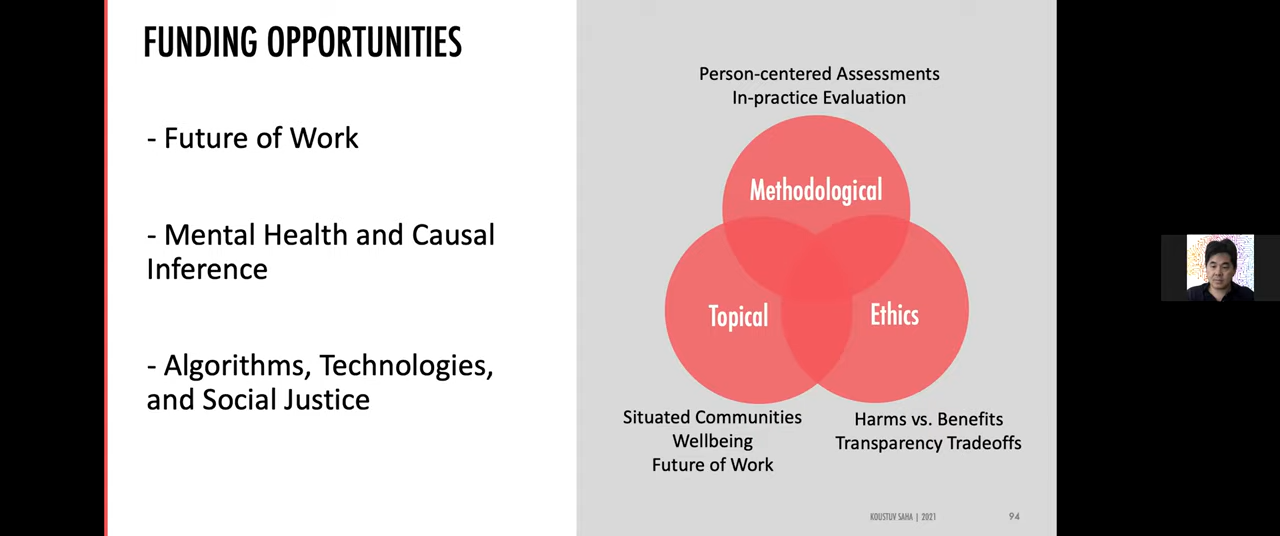 FUNDING OPPORTUNITIES
- Future of Work
- Mental Health and Causal
Inference
- Algorithms, Technologies,
and Social Justice
Person-centered Assessments
In-practice Evaluation
Methodological
Topical
Ethics
Situated Communities
Wellbeing
Future of Work
Harms vs. Benefits
Transparency Tradeoffs
KOUSTUV SAHA | 2021
94